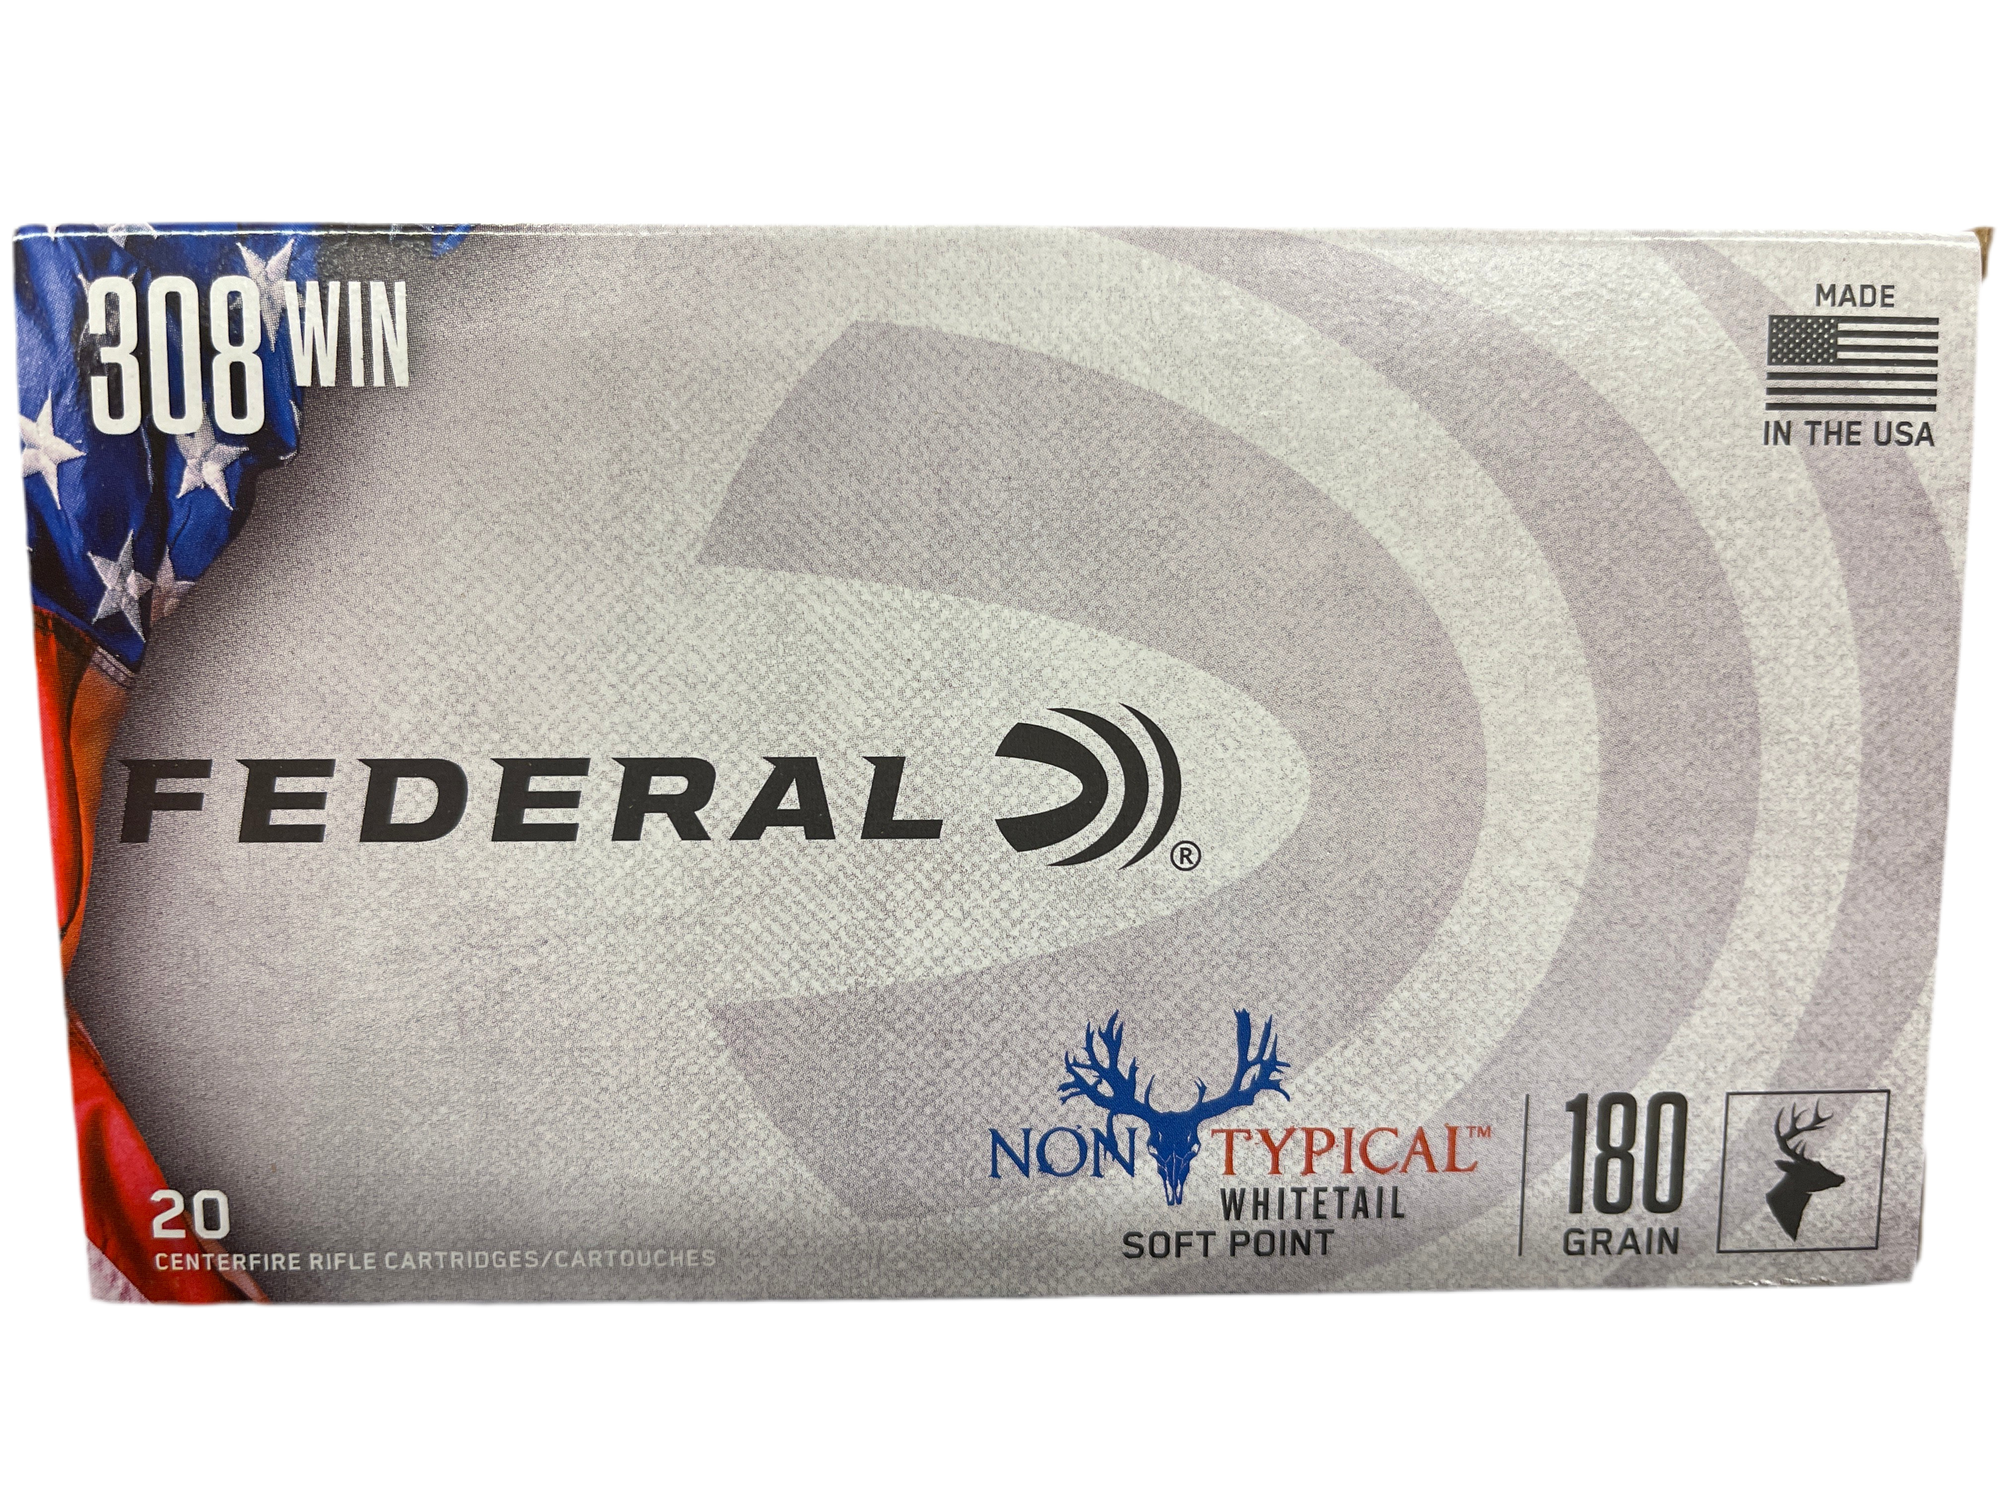 308 WIN
MADE
IN THE USA
FEDERAL ®
NON TYPICAL™
WHITETAIL
SOFT POINT
180
GRAIN
20
CENTERFIRE RIFLE CARTRIDGES/CARTOUCHES